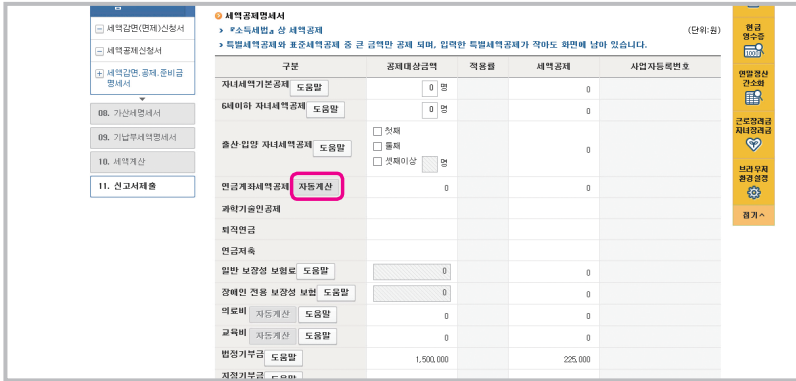 세액감면(면제)신청서
세액공제신청서
세액감면.공제.준비금
명세서
08. 가산세명세서
09. 기납부세액명세서
10. 세액계산
11. 신고서제출
세액공제명세서
› 『소득세법』 상 세액공제 (단위:원)
› 특별세액공제와 표준세액공제 중 큰 금액만 공제 되며, 입력한 특별세액공제가 작아도 화면에 남아 있습니다.
구분 공제대상금액 적용률 세액공제 사업자등록번호
자녀세액기본공제 도움말 0 명 0
6세이하 자녀세액공제 도움말 0 명 0
출산·입양 자녀세액공제 도움말 첫째 0
둘째
셋째이상 명
연금계좌세액공제 자동계산 0 0
과학기술인공제
퇴직연금
연금저축
일반 보장성 보험료 도움말 0 0
장애인 전용 보장성 보험 도움말 0 0
의료비 자동계산 도움말 0 0
교육비 자동계산 도움말 0 0
법정기부금 도움말 1,500,000 225,000
지정기부금 도움말
현금
영수증
연말정산
간소화
근로장려금
자녀장려금
브라우저
환경설정
접기^